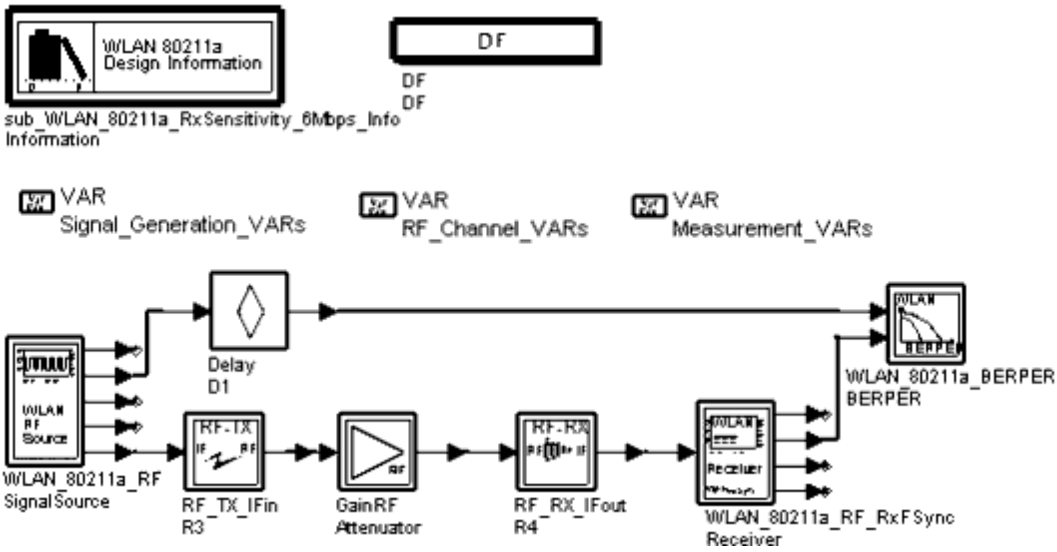 WLAN 80211a
Design Information
sub_WLAN_80211a_RxSensitivity_6Mbps_Info
Information
DF
DF
DF
VAR
Signal_Generation_VARs
VAR
RF_Channel_VARs
VAR
Measurement_VARs
Delay
D1
WLAN
BERPER
WLAN_80211a_BERPER
BERPER
WLAN
RF
Source
WLAN_80211a_RF
SignalSource
RF-TX
IF RF
RF_TX_IFin
R3
RF
GainRF
Attenuator
RF-RX
RF IF
RF_RX_IFout
R4
WLAN
Receiver
WLAN_80211a_RF_RxFSync
Receiver